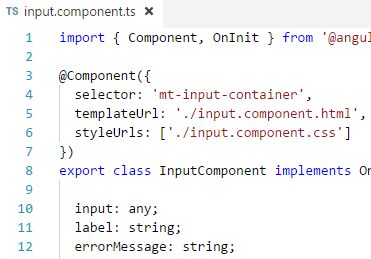 TS input.component.ts ×
1 import { Component, OnInit } from '@angul
2
3 @Component({
4 selector: 'mt-input-container',
5 templateUrl: './input.component.html',
6 styleUrls: ['./input.component.css']
7 })
8 export class InputComponent implements On
9
10 input: any;
11 label: string;
12 errorMessage: string;